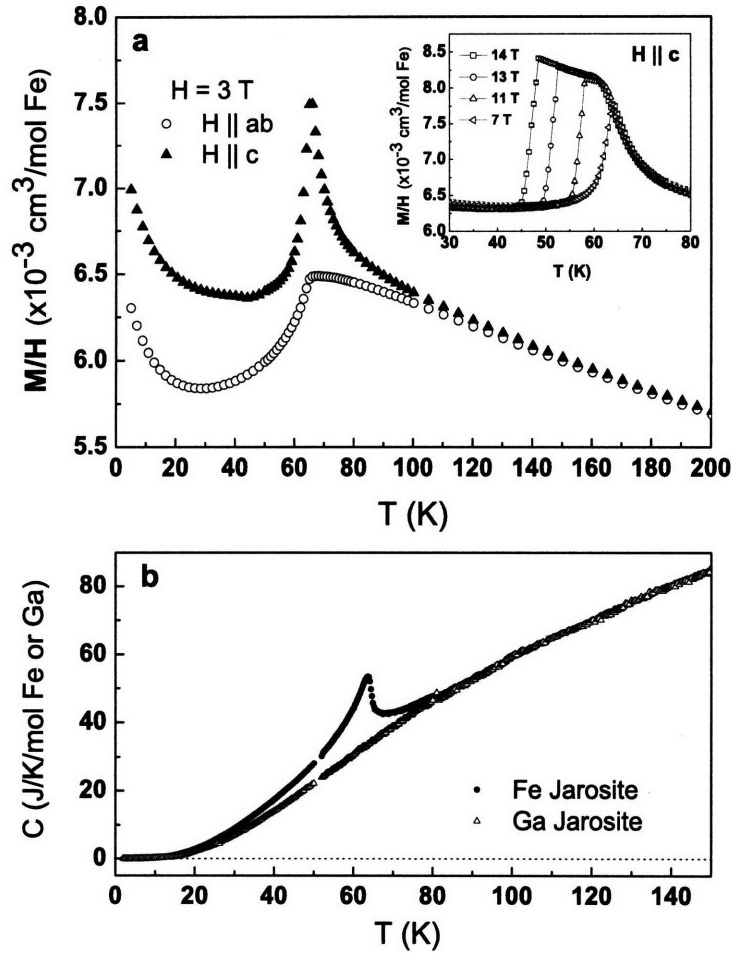 a
H = 3 T
H || ab
H || c
M/H (x10⁻³ cm³/mol Fe)
8.0
7.5
7.0
6.5
6.0
5.5
0 20 40 60 80 100 120 140 160 180 200
T (K)
H || c
14 T
13 T
11 T
7 T
M/H (x10⁻³ cm³/mol Fe)
8.5
8.0
7.5
7.0
6.5
6.0
30 40 50 60 70 80
T (K)
b
C (J/K/mol Fe or Ga)
80
60
40
20
0
Fe Jarosite
Ga Jarosite
0 20 40 60 80 100 120 140
T (K)